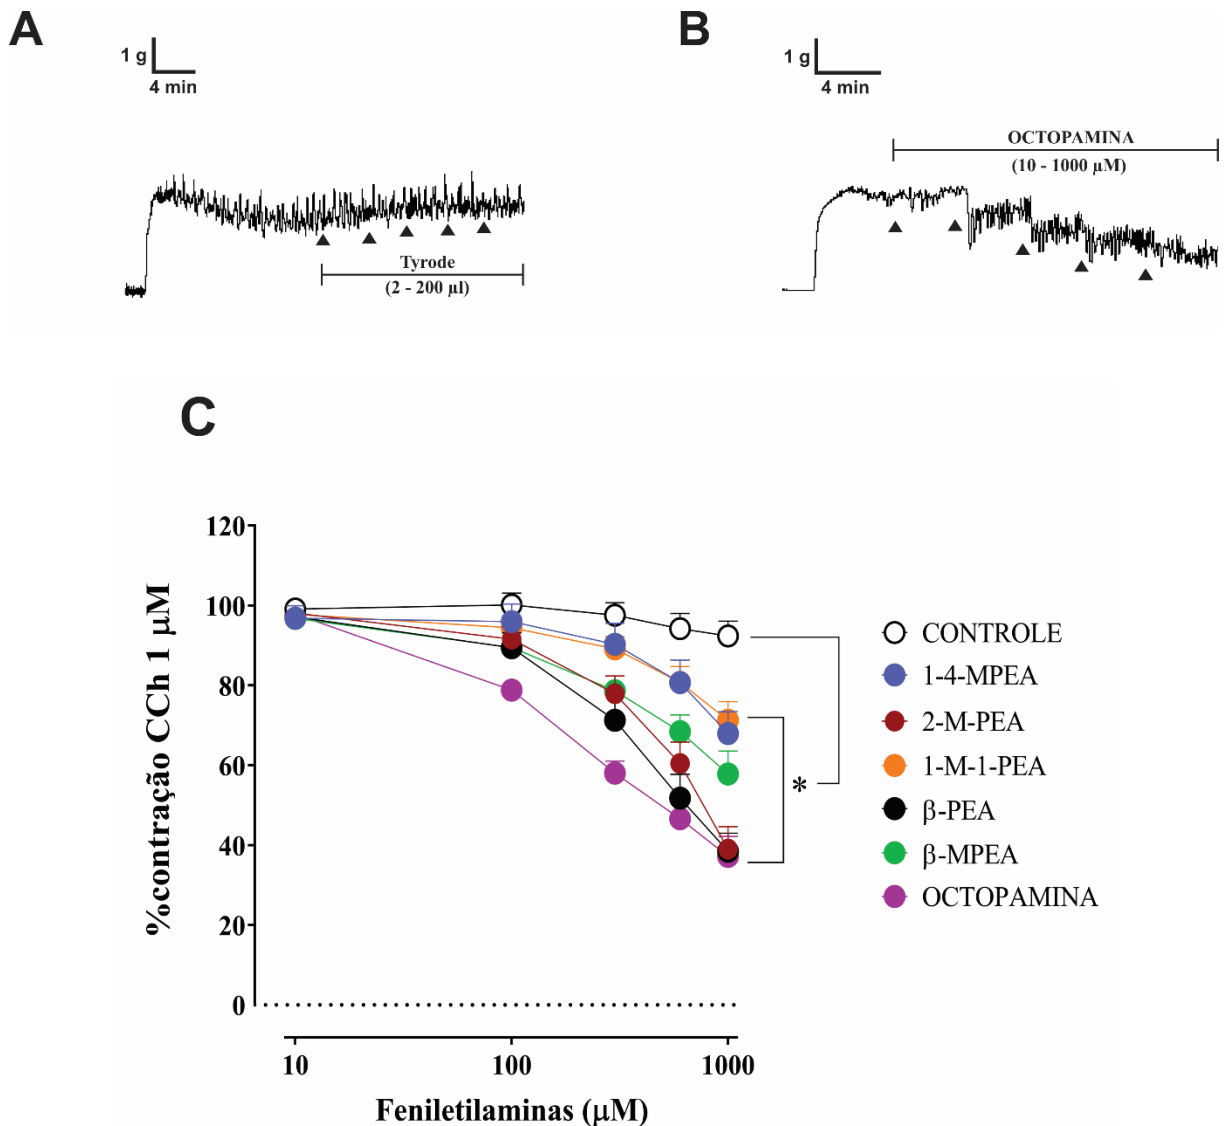 A
1 g
4 min
Tyrode
(2 - 200 µl)
B
1 g
4 min
OCTOPAMINA
(10 - 1000 µM)
C
%contração CCh 1 µM
120
100
80
60
40
20
0
*
10
100
1000
Feniletilaminas (µM)
CONTROLE
1-4-MPEA
2-M-PEA
1-M-1-PEA
β-PEA
β-MPEA
OCTOPAMINA